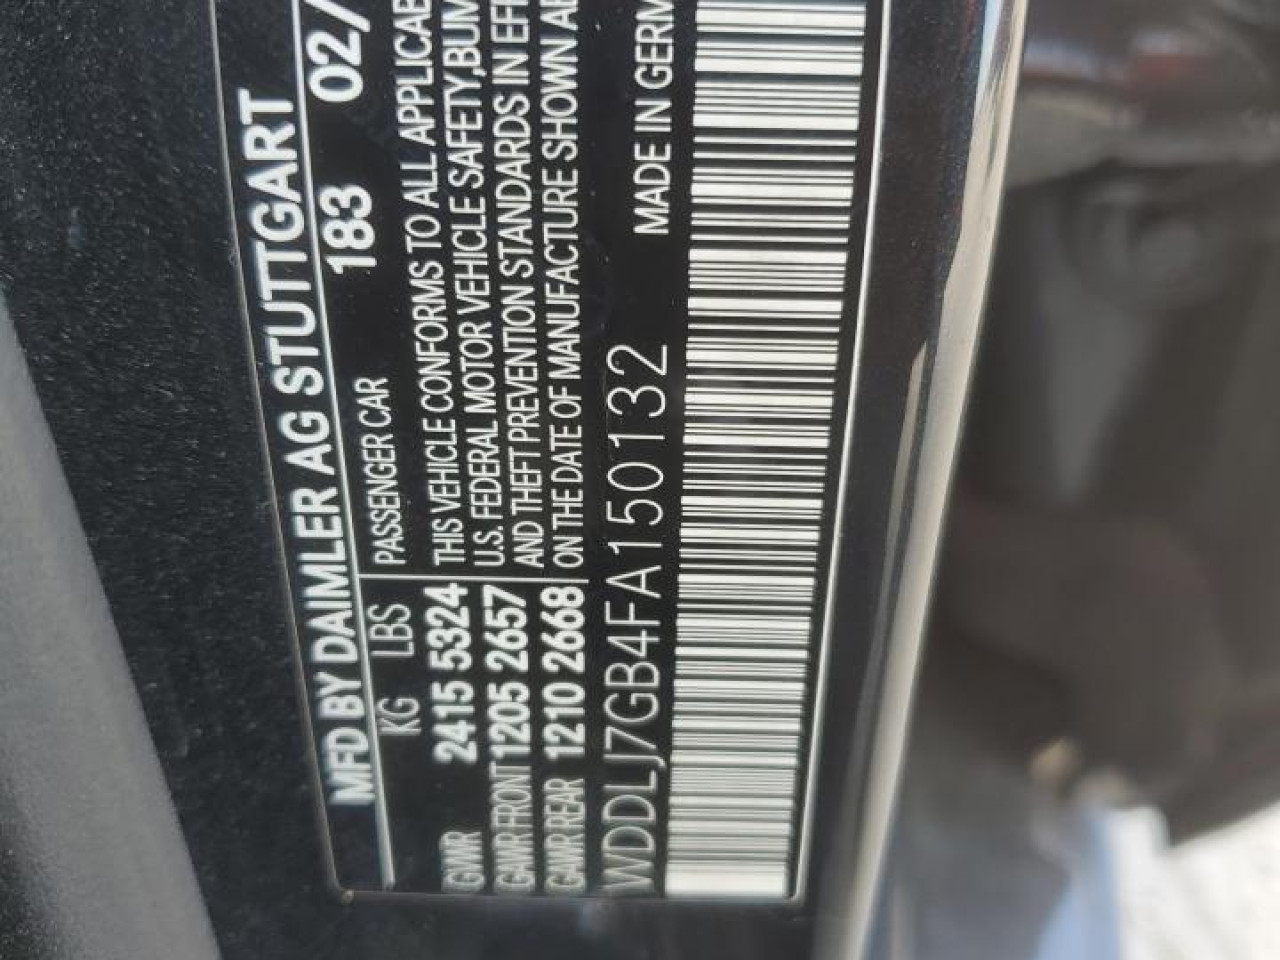 MFD BY DAIMLER AG STUTTGART
KG LBS 183 02/
PASSENGER CAR
GVWR 2415 5324
GAWR FRONT 1205 2657
GAWR REAR 1210 2668
THIS VEHICLE CONFORMS TO ALL APPLICAB
U.S. FEDERAL MOTOR VEHICLE SAFETY,BUM
AND THEFT PREVENTION STANDARDS IN EFF
ON THE DATE OF MANUFACTURE SHOWN AB
WDDLJ7GB4FA150132
MADE IN GERM